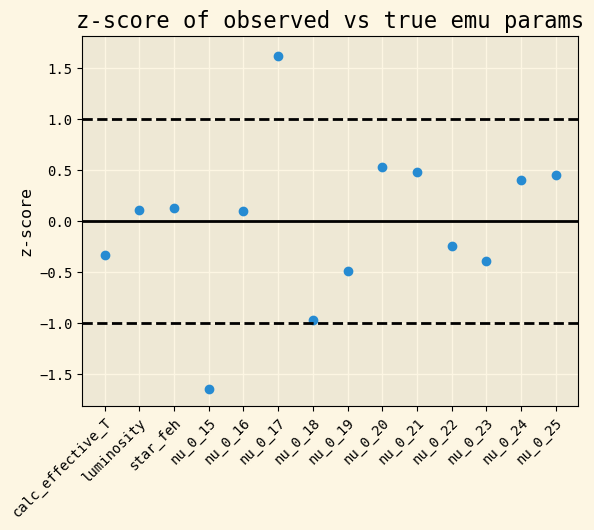 z-score of observed vs true emu params
z-score
1.5
1.0
0.5
0.0
−0.5
−1.0
−1.5
calc_effective_T
luminosity
star_feh
nu_0_15
nu_0_16
nu_0_17
nu_0_18
nu_0_19
nu_0_20
nu_0_21
nu_0_22
nu_0_23
nu_0_24
nu_0_25